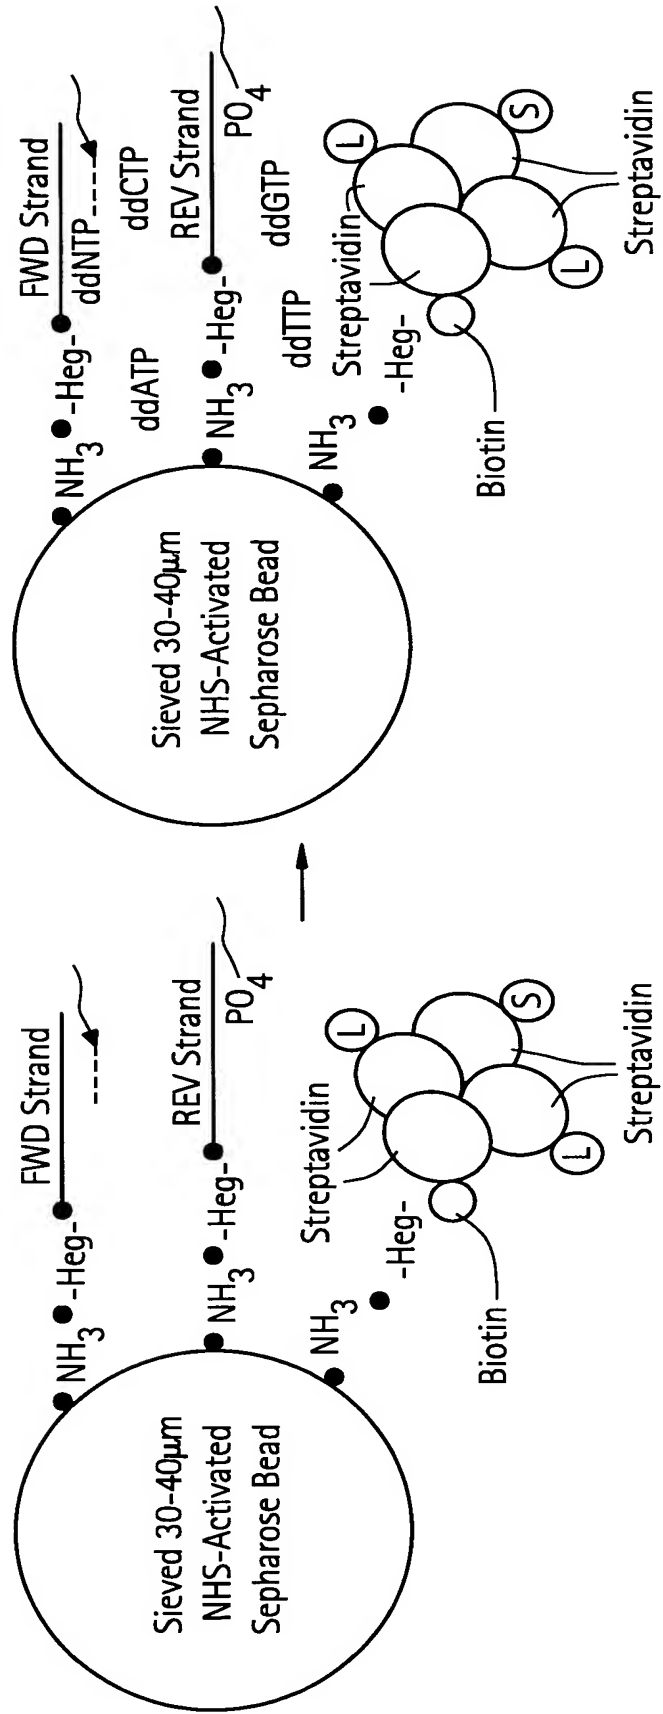 Sieved 30-40μm
NHS-Activated
Sepharose Bead
NH3
-Heg-
FWD Strand
NH3
-Heg-
REV Strand
PO4
NH3
-Heg-
Streptavidin
Biotin
L
L
S
Streptavidin
Sieved 30-40μm
NHS-Activated
Sepharose Bead
NH3
-Heg-
FWD Strand
ddNTP
ddATP
ddCTP
NH3
-Heg-
REV Strand
PO4
ddTTP
ddGTP
NH3
-Heg-
Streptavidin
Biotin
L
L
S
Streptavidin